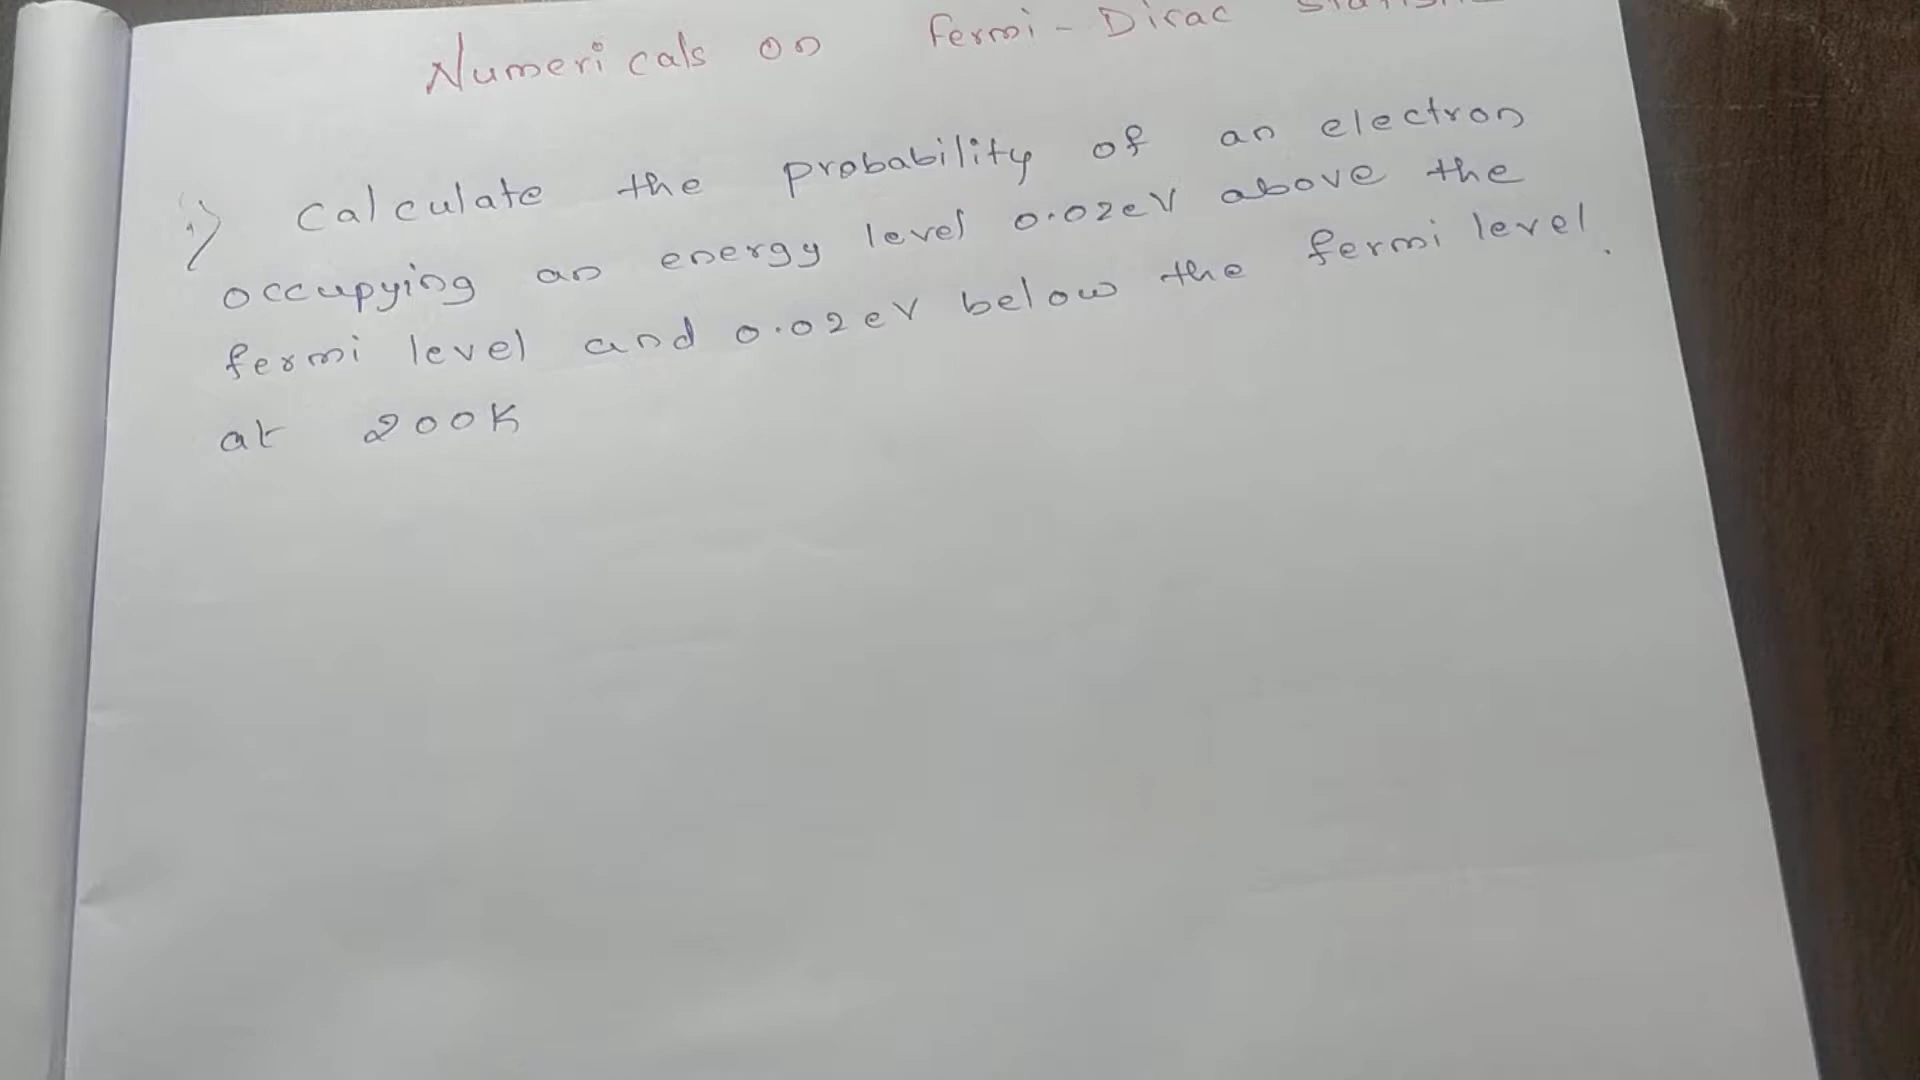 Numericals on fermi-Dirac
1) Calculate the probability of an electron
occupying an energy level 0.02eV above the
fermi level and 0.02eV below the fermi level.
at 200K